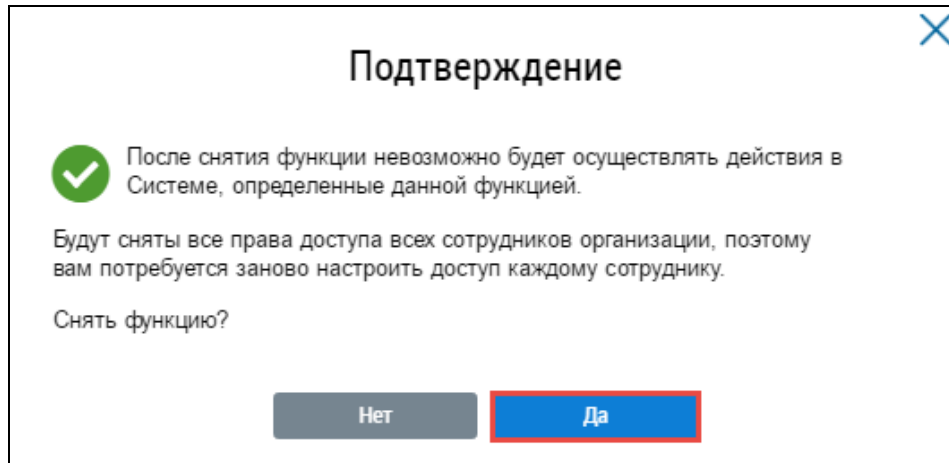 Подтверждение
После снятия функции невозможно будет осуществлять действия в
Системе, определенные данной функцией.
Будут сняты все права доступа всех сотрудников организации, поэтому
вам потребуется заново настроить доступ каждому сотруднику.
Снять функцию?
Нет
Да